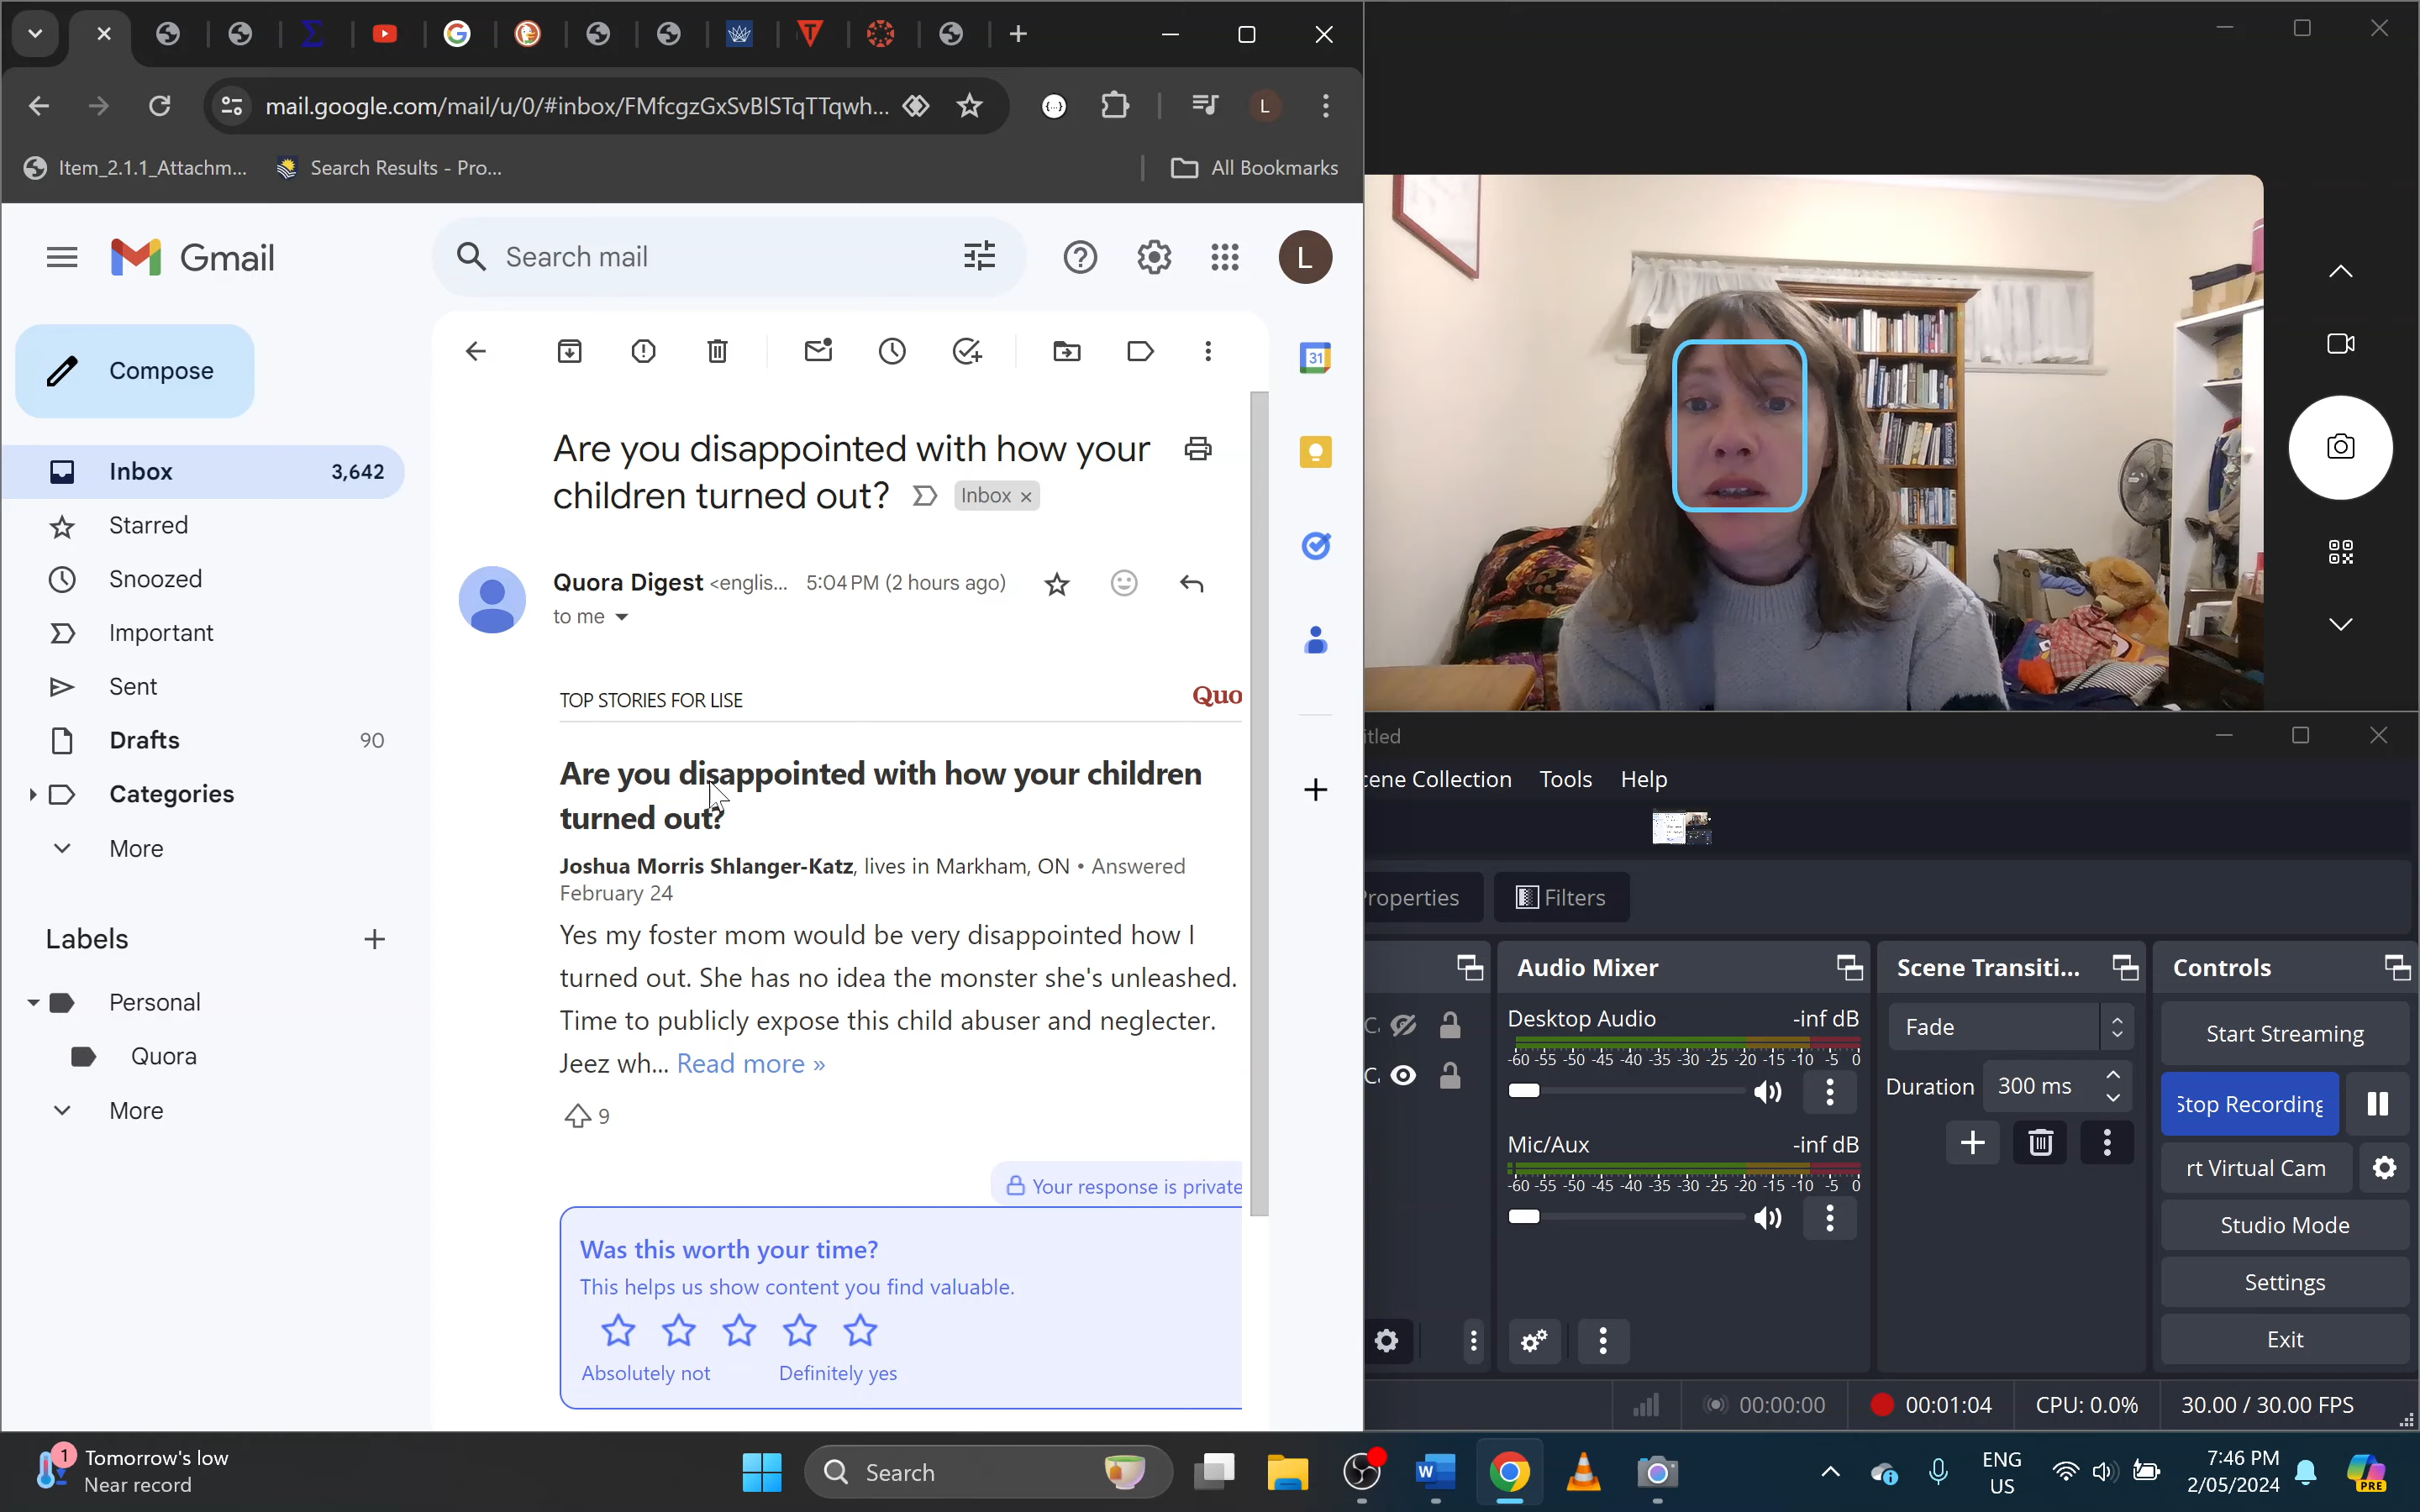 mail.google.com/mail/u/0/#inbox/FMfcgzGxSvBlSTqTTqwh...
L
Item_2.1.1_Attachm...
Search Results - Pro...
All Bookmarks
Gmail
Search mail
L
Compose
Inbox 3,642
Starred
Snoozed
Important
Sent
Drafts 90
Categories
More
Labels
Personal
Quora
More
31
Are you disappointed with how your
children turned out? Inbox ×
Quora Digest <englis... 5:04 PM (2 hours ago)
to me
TOP STORIES FOR LISE Quo
Are you disappointed with how your children
turned out?
Joshua Morris Shlanger-Katz, lives in Markham, ON • Answered
February 24
Yes my foster mom would be very disappointed how I
turned out. She has no idea the monster she's unleashed.
Time to publicly expose this child abuser and neglecter.
Jeez wh... Read more »
9
Your response is private
Was this worth your time?
This helps us show content you find valuable.
Absolutely not Definitely yes
itled
cene Collection Tools Help
roperties Filters
Audio Mixer
Desktop Audio -inf dB
-60 -55 -50 -45 -40 -35 -30 -25 -20 -15 -10 -5 0
Mic/Aux -inf dB
-60 -55 -50 -45 -40 -35 -30 -25 -20 -15 -10 -5 0
Scene Transiti...
Fade
Duration 300 ms
Controls
Start Streaming
Stop Recording
rt Virtual Cam
Studio Mode
Settings
Exit
00:00:00 00:01:04 CPU: 0.0% 30.00 / 30.00 FPS
1
Tomorrow's low
Near record
Search
W
ENG
US
7:46 PM
2/05/2024
PRE